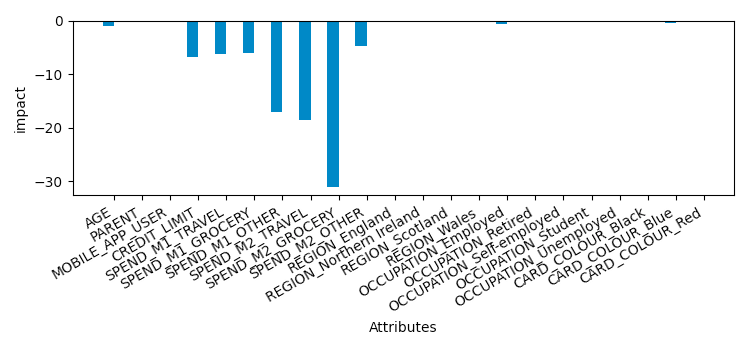 0
−10
−20
−30
impact
AGE
PARENT
MOBILE_APP_USER
CREDIT_LIMIT
SPEND_M1_TRAVEL
SPEND_M1_GROCERY
SPEND_M1_OTHER
SPEND_M2_TRAVEL
SPEND_M2_GROCERY
SPEND_M2_OTHER
REGION_England
REGION_Northern Ireland
REGION_Scotland
REGION_Wales
OCCUPATION_Employed
OCCUPATION_Retired
OCCUPATION_Self-employed
OCCUPATION_Student
OCCUPATION_Unemployed
CARD_COLOUR_Black
CARD_COLOUR_Blue
CARD_COLOUR_Red
Attributes